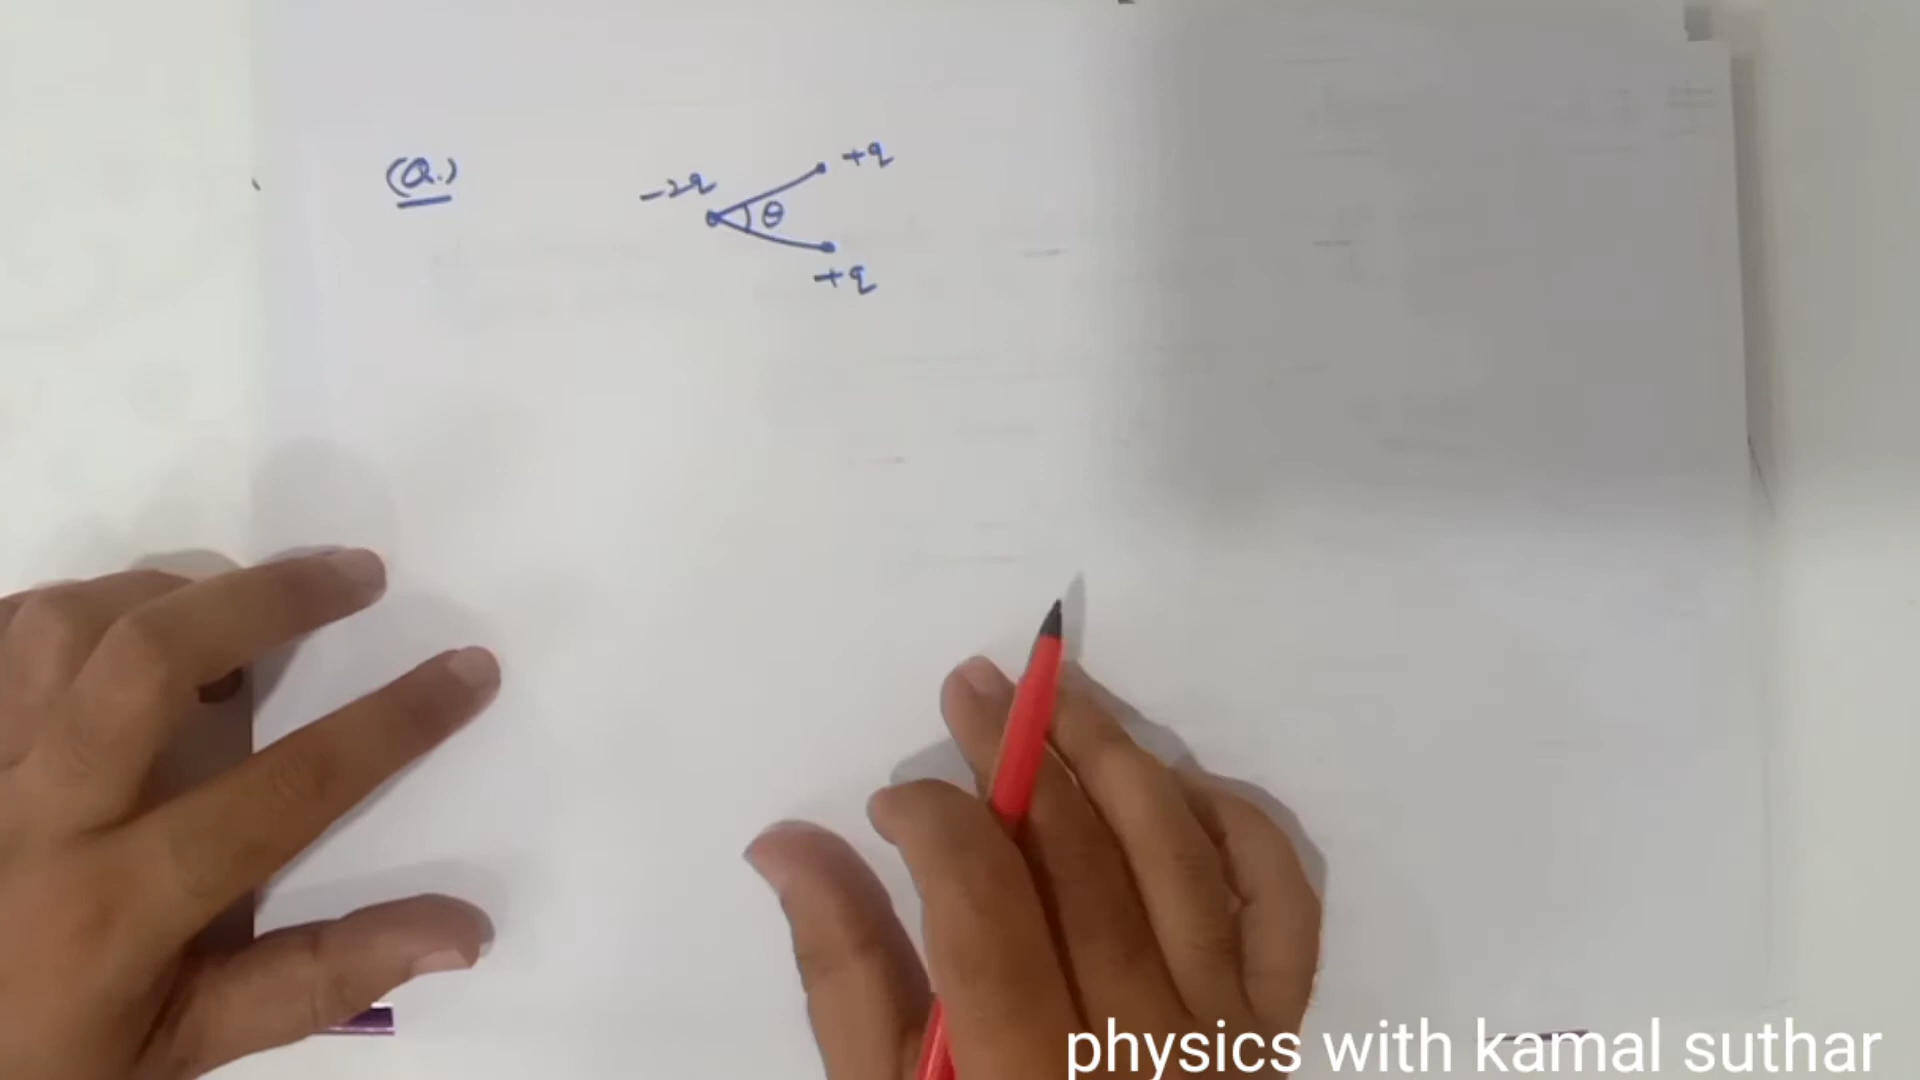 (Q.)
+q
-2q
θ
+q
physics with kamal suthar